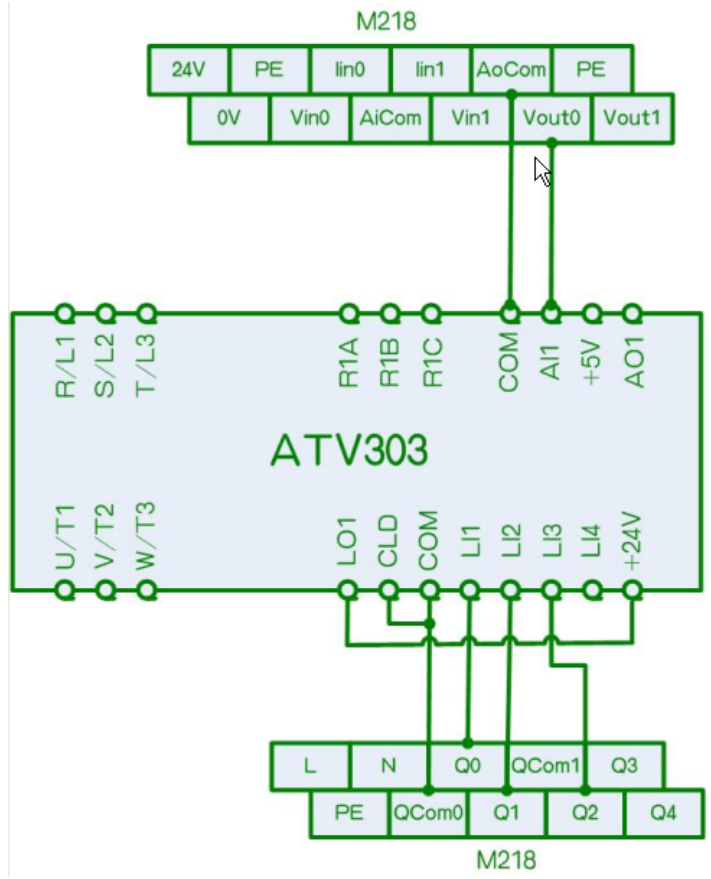 M218
24V PE Iin0 Iin1 AoCom PE
0V Vin0 AiCom Vin1 Vout0 Vout1
R/L1 S/L2 T/L3 R1A R1B R1C COM AI1 +5V AO1
ATV303
U/T1 V/T2 W/T3 LO1 CLD COM LI1 LI2 LI3 LI4 +24V
L N Q0 QCom1 Q3
PE QCom0 Q1 Q2 Q4
M218